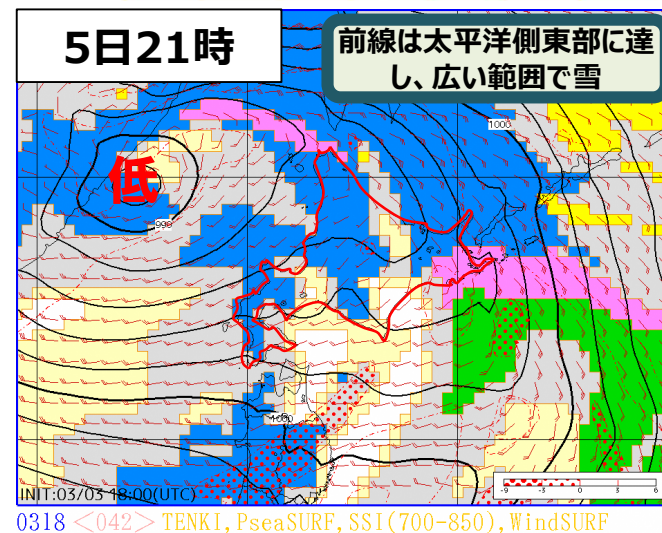 5日21時
前線は太平洋側東部に達
し、広い範囲で雪
1000
低
990
1000
INIT:03/03 18:00(UTC)
-9 -3 0 3 6
0318 <042> TENKI,PseaSURF,SSI(700-850),WindSURF